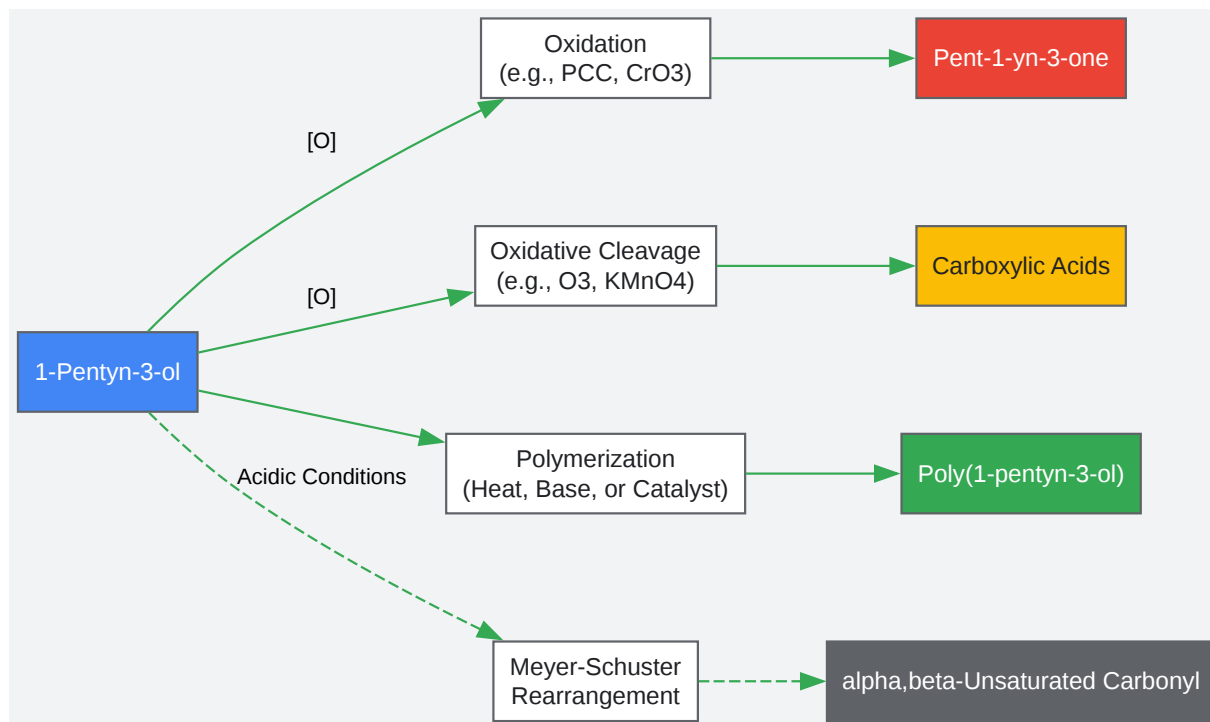 Oxidation
(e.g., PCC, CrO3)
Pent-1-yn-3-one
[O]
Oxidative Cleavage
(e.g., O3, KMnO4)
Carboxylic Acids
[O]
1-Pentyn-3-ol
Polymerization
(Heat, Base, or Catalyst)
Poly(1-pentyn-3-ol)
Acidic Conditions
Meyer-Schuster
Rearrangement
alpha,beta-Unsaturated Carbonyl